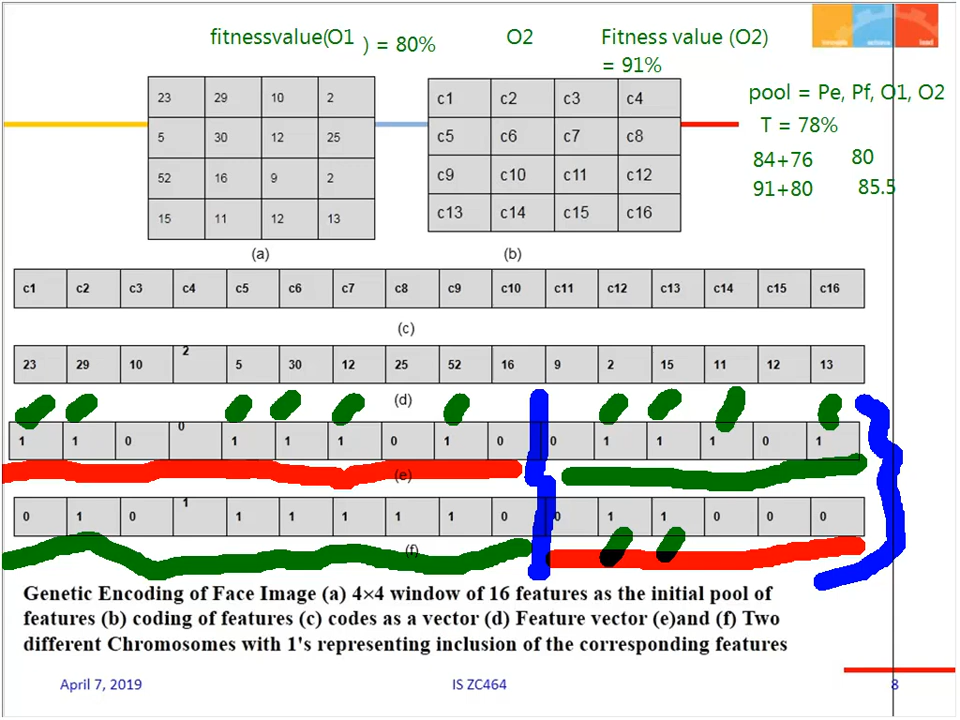 fitnessvalue(O1 ) = 80% O2 Fitness value (O2)
= 91%
pool = Pe, Pf, O1, O2
T = 78%
84+76 80
91+80 85.5
23 29 10 2
5 30 12 25
52 16 9 2
15 11 12 13
(a)
c1 c2 c3 c4
c5 c6 c7 c8
c9 c10 c11 c12
c13 c14 c15 c16
(b)
c1 c2 c3 c4 c5 c6 c7 c8 c9 c10 c11 c12 c13 c14 c15 c16
(c)
23 29 10 2 5 30 12 25 52 16 9 2 15 11 12 13
(d)
1 1 0 0 1 1 1 0 1 0 0 1 1 1 0 1
(e)
0 1 0 1 1 1 1 1 1 0 0 1 1 0 0 0
(f)
Genetic Encoding of Face Image (a) 4×4 window of 16 features as the initial pool of
features (b) coding of features (c) codes as a vector (d) Feature vector (e)and (f) Two
different Chromosomes with 1's representing inclusion of the corresponding features
April 7, 2019 IS ZC464 8